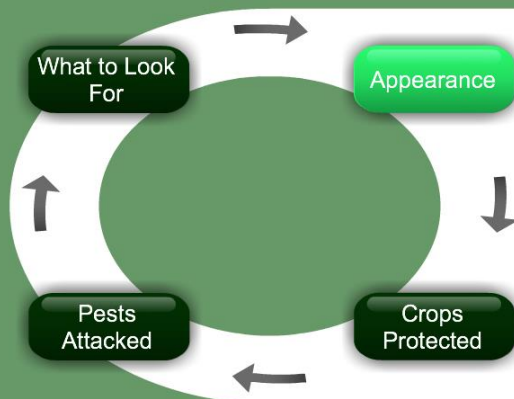 What to Look
For
Appearance
Pests
Attacked
Crops
Protected